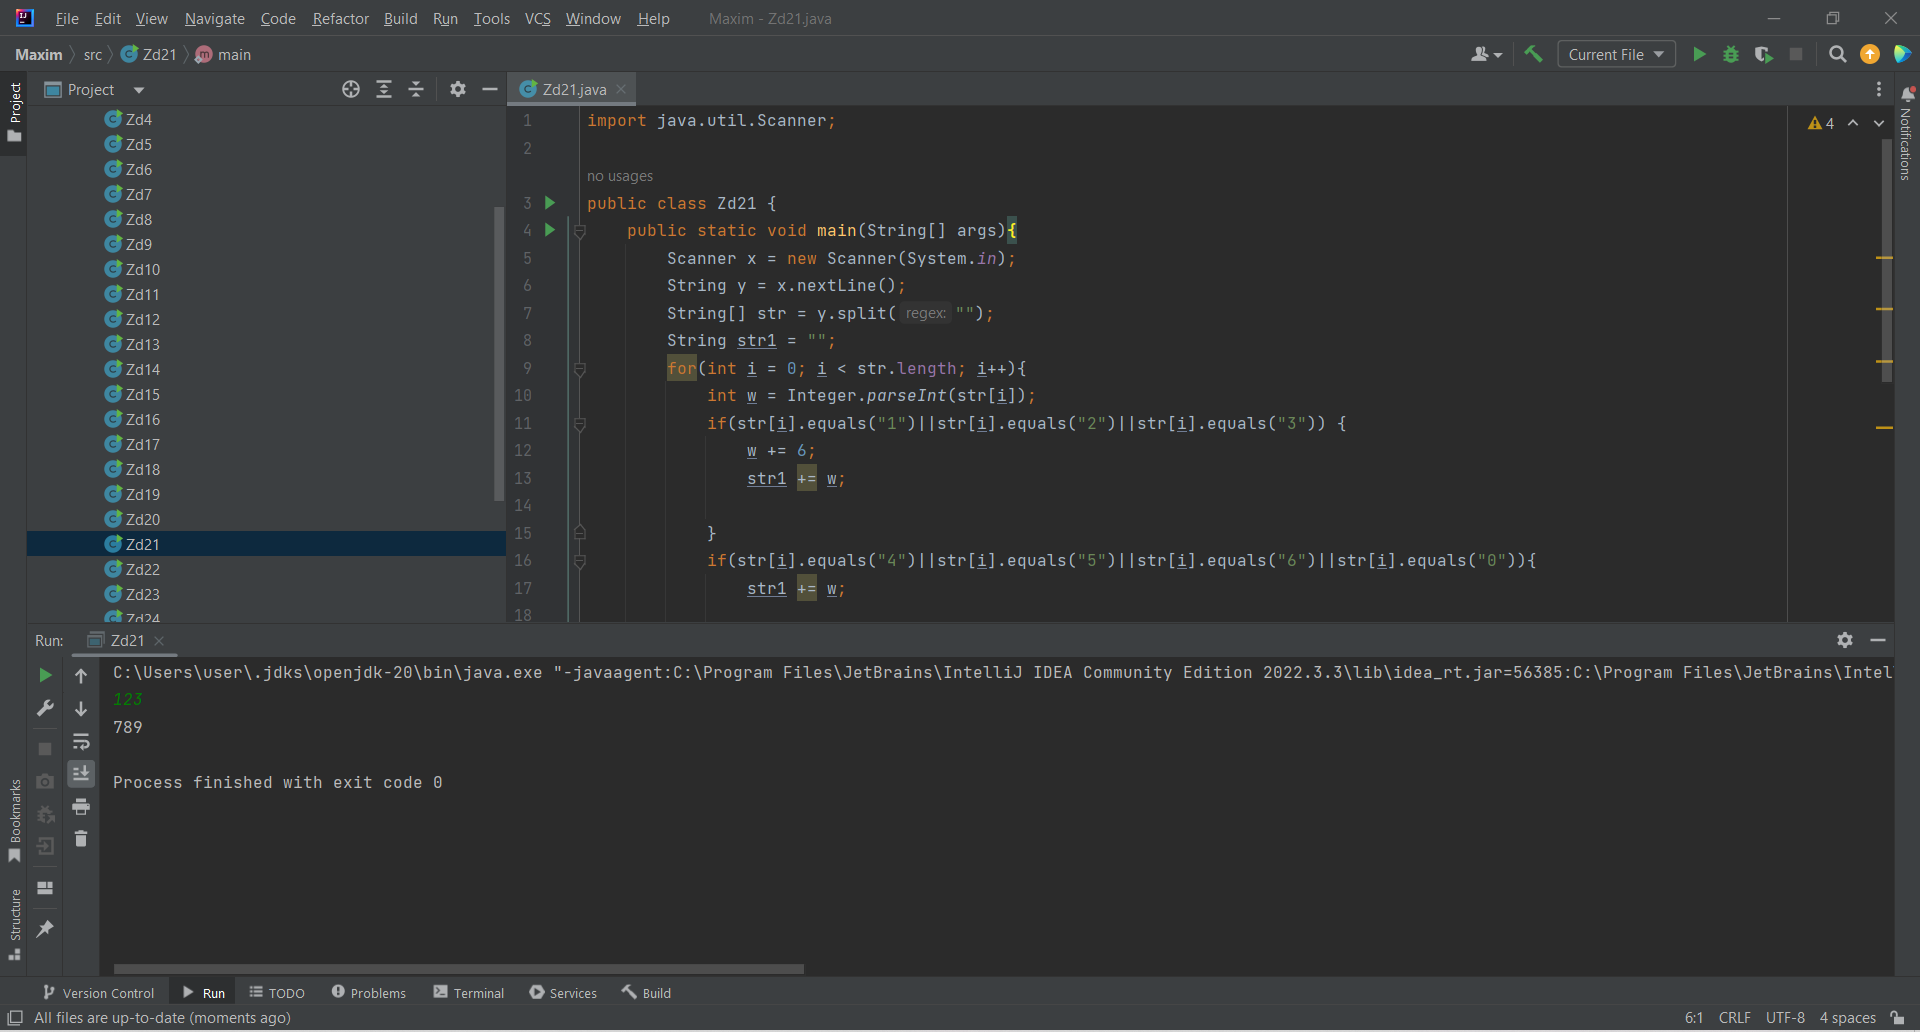 File Edit View Navigate Code Refactor Build Run Tools VCS Window Help Maxim - Zd21.java
Maxim src Zd21 main
Current File
Project
Project
Zd4
Zd5
Zd6
Zd7
Zd8
Zd9
Zd10
Zd11
Zd12
Zd13
Zd14
Zd15
Zd16
Zd17
Zd18
Zd19
Zd20
Zd21
Zd22
Zd23
Zd24
Zd21.java
4
Notifications
1 import java.util.Scanner;
2
no usages
3 public class Zd21 {
4 public static void main(String[] args){
5 Scanner x = new Scanner(System.in);
6 String y = x.nextLine();
7 String[] str = y.split( regex: "");
8 String str1 = "";
9 for(int i = 0; i < str.length; i++){
10 int w = Integer.parseInt(str[i]);
11 if(str[i].equals("1")||str[i].equals("2")||str[i].equals("3")) {
12 w += 6;
13 str1 += w;
14
15 }
16 if(str[i].equals("4")||str[i].equals("5")||str[i].equals("6")||str[i].equals("0")){
17 str1 += w;
18
Run: Zd21
C:\Users\user\.jdks\openjdk-20\bin\java.exe "-javaagent:C:\Program Files\JetBrains\IntelliJ IDEA Community Edition 2022.3.3\lib\idea_rt.jar=56385:C:\Program Files\JetBrains\Intel
123
789
Process finished with exit code 0
Bookmarks
Structure
Version Control Run TODO Problems Terminal Services Build
All files are up-to-date (moments ago) 6:1 CRLF UTF-8 4 spaces